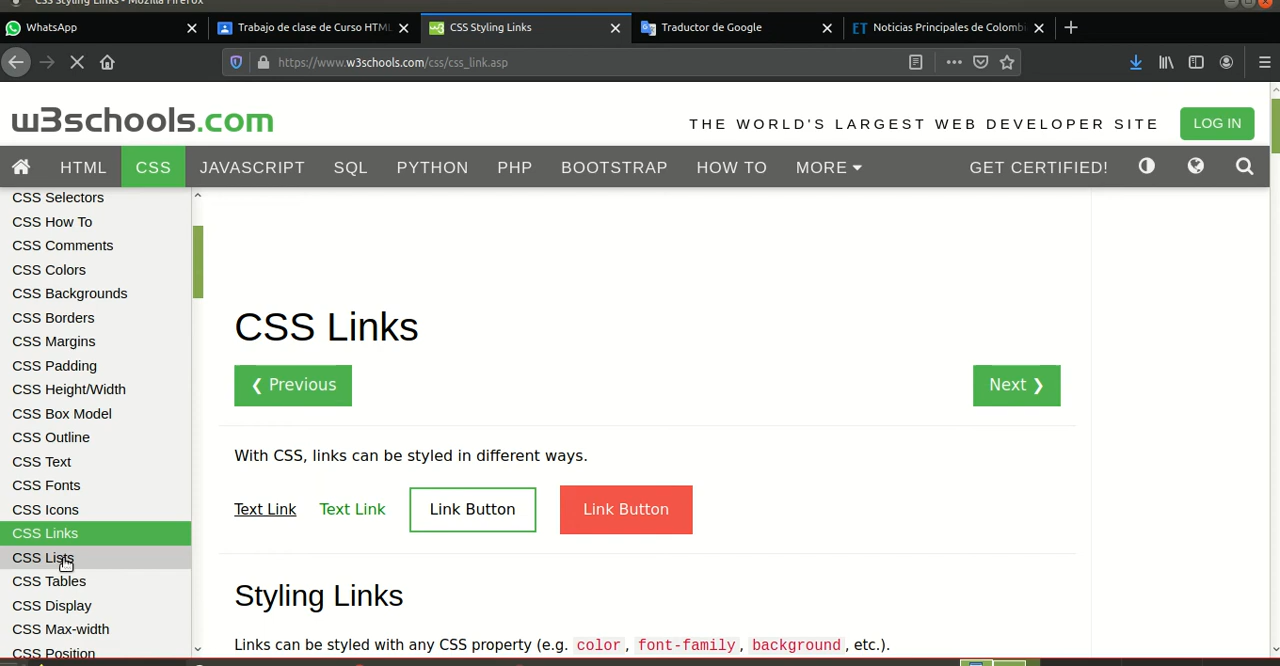 CSS Styling Links - Mozilla Firefox
WhatsApp
Trabajo de clase de Curso HTML
CSS Styling Links
Traductor de Google
ET Noticias Principales de Colombi
https://www.w3schools.com/css/css_link.asp
w3schools.com
THE WORLD'S LARGEST WEB DEVELOPER SITE
LOG IN
HTML CSS JAVASCRIPT SQL PYTHON PHP BOOTSTRAP HOW TO MORE GET CERTIFIED!
CSS Selectors
CSS How To
CSS Comments
CSS Colors
CSS Backgrounds
CSS Borders
CSS Margins
CSS Padding
CSS Height/Width
CSS Box Model
CSS Outline
CSS Text
CSS Fonts
CSS Icons
CSS Links
CSS Lists
CSS Tables
CSS Display
CSS Max-width
CSS Position
CSS Links
❮ Previous
Next ❯
With CSS, links can be styled in different ways.
Text Link Text Link Link Button Link Button
Styling Links
Links can be styled with any CSS property (e.g. color, font-family, background, etc.).